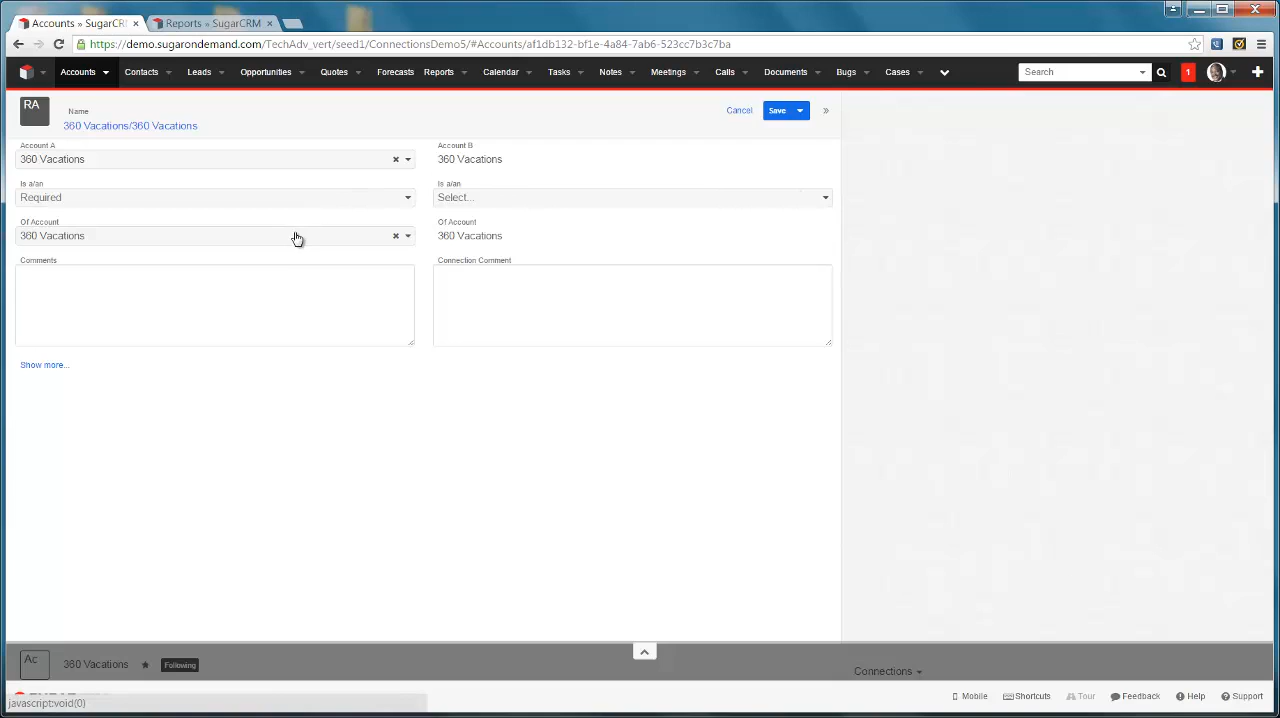 Accounts » SugarCR
Reports » SugarCRM
https://demo.sugarondemand.com/TechAdv_vert/seed1/ConnectionsDemo5/#Accounts/af1db132-bf1e-4a84-7ab6-523cc7b3c7ba
Accounts Contacts Leads Opportunities Quotes Forecasts Reports Calendar Tasks Notes Meetings Calls Documents Bugs Cases Search 1
RA
Name
360 Vacations/360 Vacations
Cancel Save
Account A Account B
360 Vacations 360 Vacations
Is a/an Is a/an
Required Select...
Of Account Of Account
360 Vacations 360 Vacations
Comments Connection Comment
Show more...
Ac 360 Vacations Following
Connections
javascript:void(0)
Mobile Shortcuts Tour Feedback Help Support